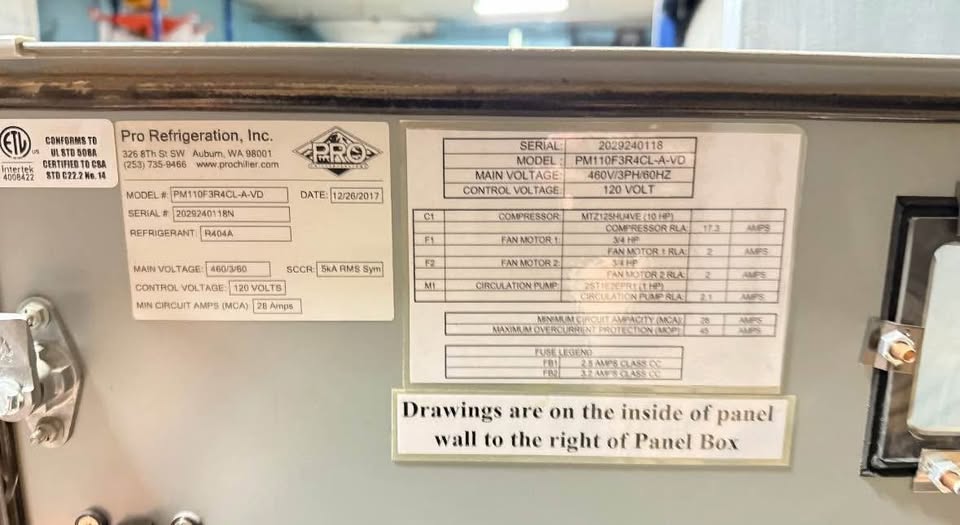 ETL
US
Intertek
4008422
CONFORMS TO
UL STD 508A
CERTIFIED TO CSA
STD C22.2 No. 14
Pro Refrigeration, Inc.
326 8Th St SW Auburn, WA 98001
(253) 735-9466 www.prochiller.com
PRO
MODEL #: PM110F3R4CL-A-VD DATE: 12/26/2017
SERIAL #: 2029240118N
REFRIGERANT: R404A
MAIN VOLTAGE: 460/3/60 SCCR: 5kA RMS Sym
CONTROL VOLTAGE: 120 VOLTS
MIN CIRCUIT AMPS (MCA): 28 Amps
SERIAL: 2029240118
MODEL: PM110F3R4CL-A-VD
MAIN VOLTAGE: 460V/3PH/60HZ
CONTROL VOLTAGE: 120 VOLT
C1 COMPRESSOR: MTZ125HU4VE (10 HP)
COMPRESSOR RLA: 17.3 AMPS
F1 FAN MOTOR 1: 3/4 HP
FAN MOTOR 1 RLA: 2 AMPS
F2 FAN MOTOR 2: 3/4 HP
FAN MOTOR 2 RLA: 2 AMPS
M1 CIRCULATION PUMP: (1 HP)
CIRCULATION PUMP RLA: 2.1 AMPS
MINIMUM CIRCUIT AMPACITY (MCA): 28 AMPS
MAXIMUM OVERCURRENT PROTECTION (MOP): 45 AMPS
FUSE LEGEND
FB1 2.5 AMPS CLASS CC
FB2 3.2 AMPS CLASS CC
Drawings are on the inside of panel
wall to the right of Panel Box